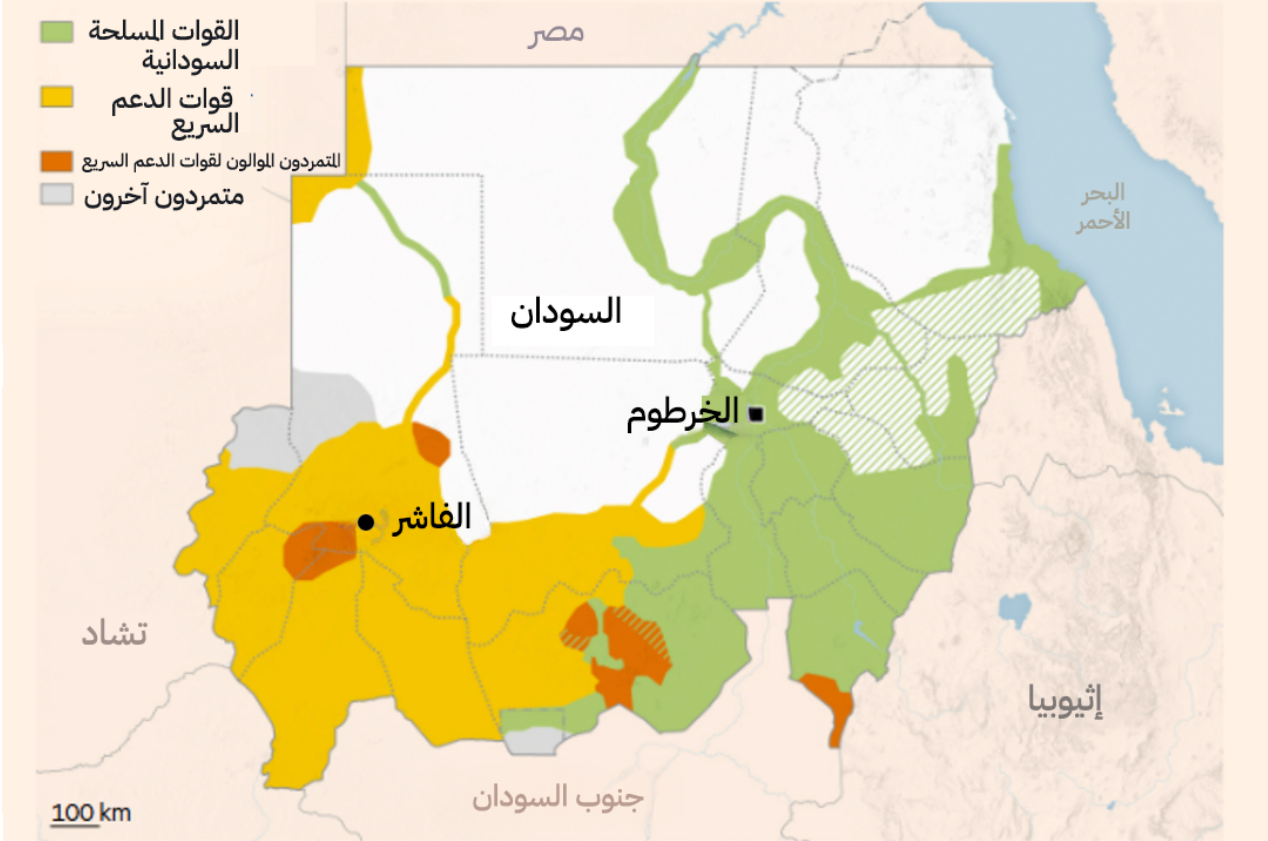 القوات المسلحة
السودانية
قوات الدعم
السريع
المتمردون الموالون لقوات الدعم السريع
متمردون آخرون
مصر
البحر
الأحمر
السودان
الخرطوم
الفاشر
تشاد
إثيوبيا
جنوب السودان
100 km